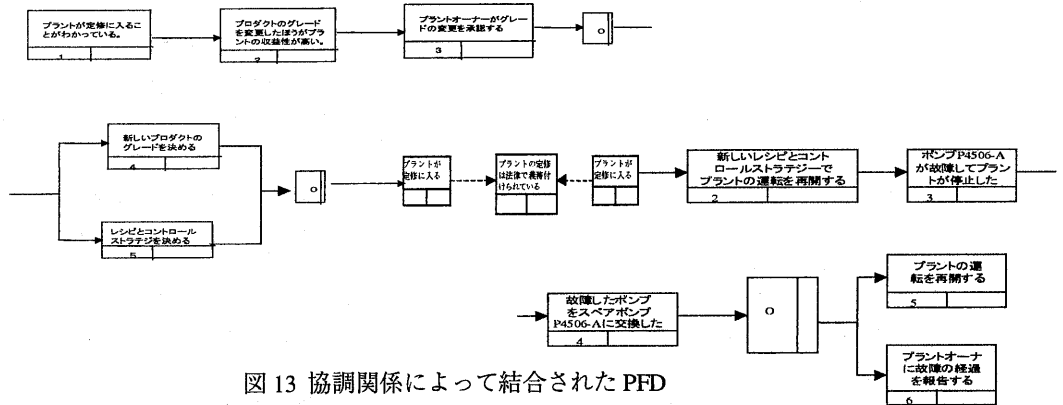 プラントが定修に入るこ
とがわかっている。
1
プロダクトのグレード
を変更したほうがプラ
ントの収益性が高い。
2
プラントオーナーがグレー
ドの変更を承認する
3
O
新しいプロダクトの
グレードを決める
4
レシピとコントロール
ストラテジを決める
5
O
プラントが
定修に入る
プラントの定修
は法律で義務付
けられている
プラントが
定修に入る
新しいレシピとコント
ロールストラテジーで
プラントの運転を再開する
2
ポンプP4506-A
が故障してプラン
トが停止した
3
故障したポンプ
をスペアポンプ
P4506-Aに交換した
4
O
プラントの運
転を再開する
5
プラントオーナ
に故障の経過
を報告する
6
図 13 協調関係によって結合された PFD